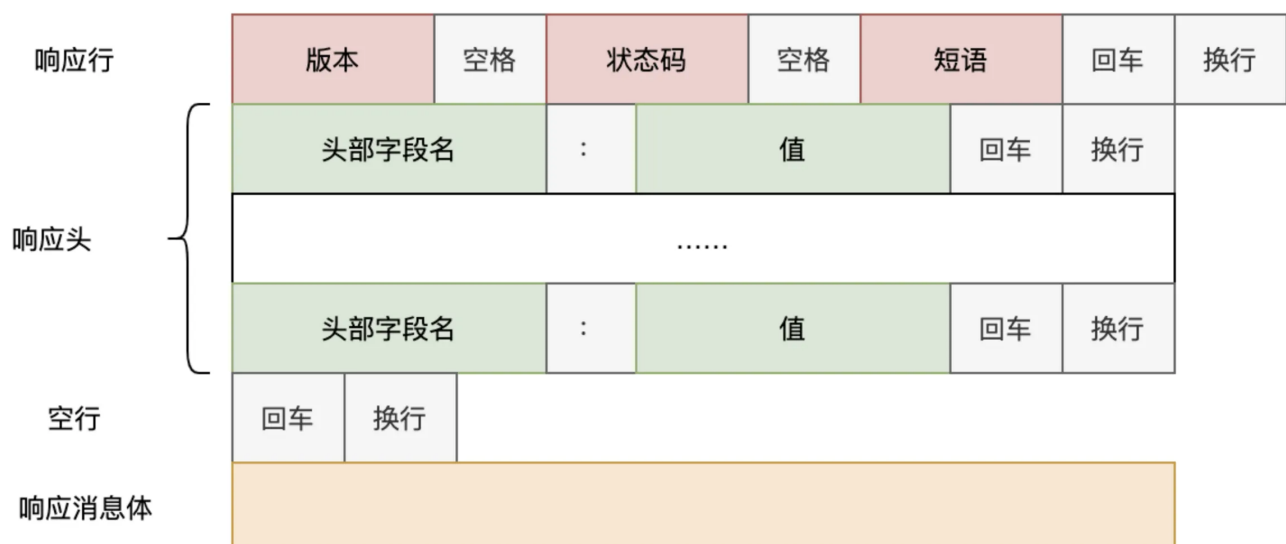 响应行 版本 空格 状态码 空格 短语 回车 换行
头部字段名 : 值 回车 换行
响应头 ......
头部字段名 : 值 回车 换行
空行 回车 换行
响应消息体